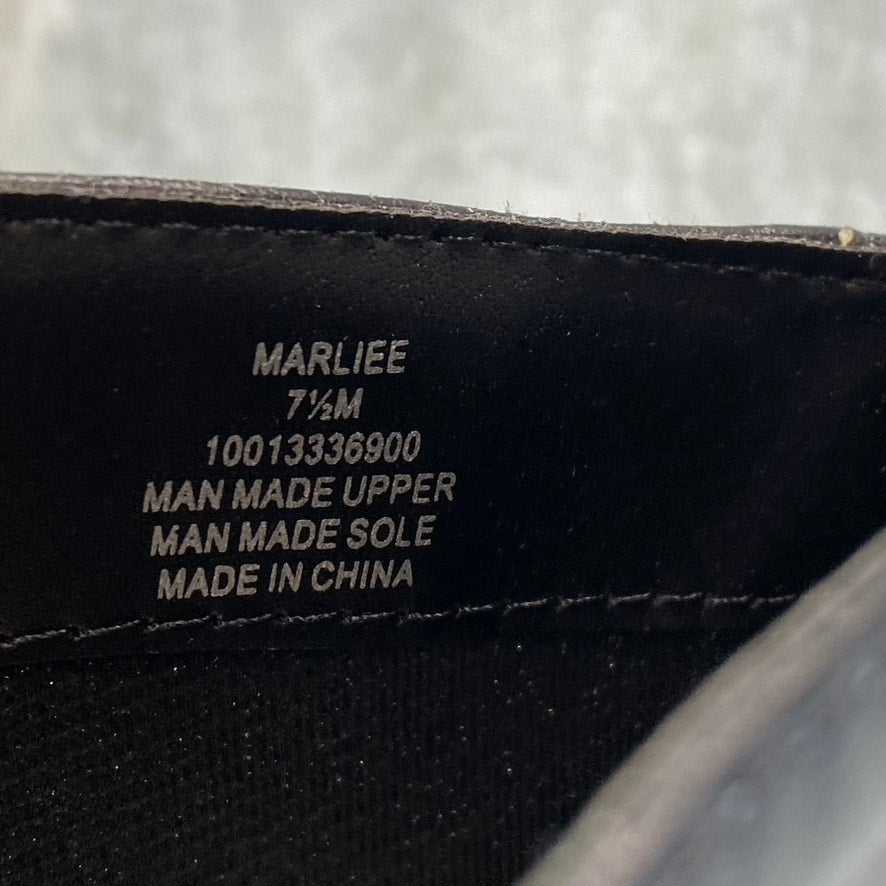 MARLIEE
7½M
10013336900
MAN MADE UPPER
MAN MADE SOLE
MADE IN CHINA